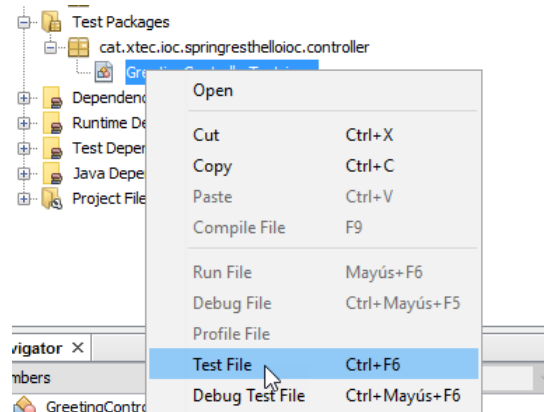 Test Packages
cat.xtec.ioc.springresthelloioc.controller
Open
Dependenc
Runtime De
Cut Ctrl+X
Test Deper
Copy Ctrl+C
Java Depe
Paste Ctrl+V
Project File
Compile File F9
Run File Mayús+F6
Debug File Ctrl+Mayús+F5
Profile File
vigator ×
Test File Ctrl+F6
mbers
Debug Test File Ctrl+Mayús+F6
GreetingContro